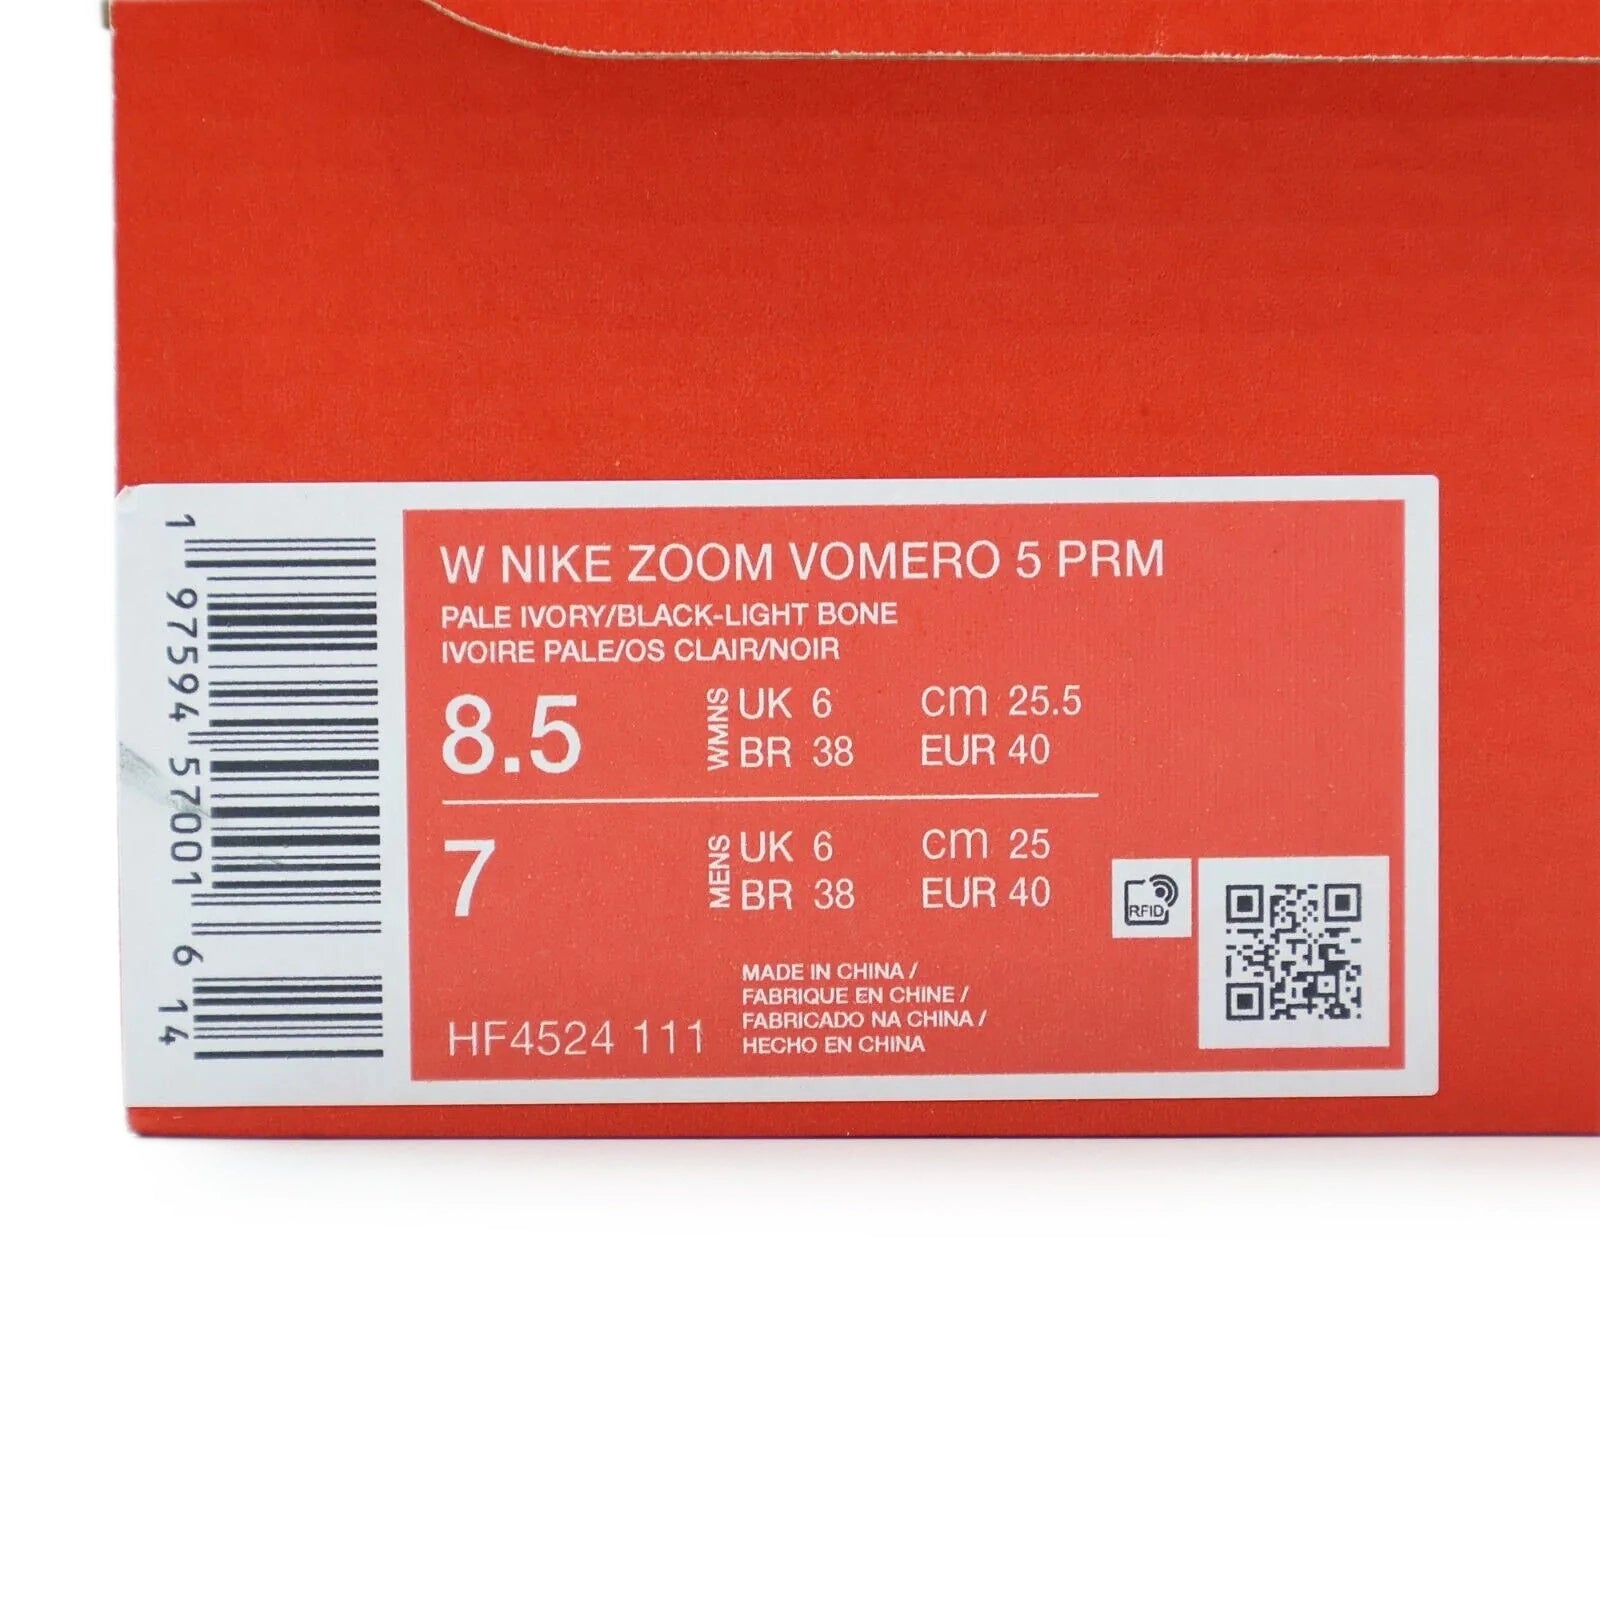 1 97594 57001 6 14
W NIKE ZOOM VOMERO 5 PRM
PALE IVORY/BLACK-LIGHT BONE
IVOIRE PALE/OS CLAIR/NOIR
8.5 WMNS UK 6 CM 25.5
BR 38 EUR 40
7 MENS UK 6 CM 25
BR 38 EUR 40
RFID
MADE IN CHINA /
FABRIQUE EN CHINE /
FABRICADO NA CHINA /
HECHO EN CHINA
HF4524 111